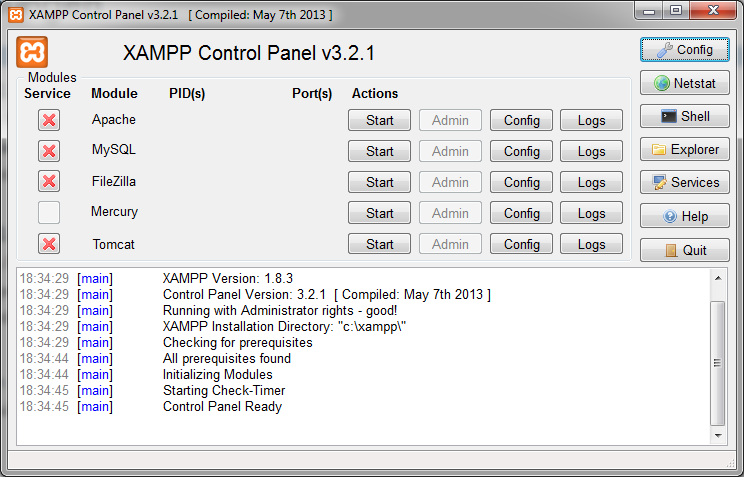 XAMPP Control Panel v3.2.1 [ Compiled: May 7th 2013 ]
XAMPP Control Panel v3.2.1
Config
Modules
Service Module PID(s) Port(s) Actions
Netstat
Apache Start Admin Config Logs
Shell
MySQL Start Admin Config Logs
Explorer
FileZilla Start Admin Config Logs
Services
Mercury Start Admin Config Logs
Help
Tomcat Start Admin Config Logs
Quit
18:34:29 [main] XAMPP Version: 1.8.3
18:34:29 [main] Control Panel Version: 3.2.1 [ Compiled: May 7th 2013 ]
18:34:29 [main] Running with Administrator rights - good!
18:34:29 [main] XAMPP Installation Directory: "c:\xampp\"
18:34:29 [main] Checking for prerequisites
18:34:44 [main] All prerequisites found
18:34:44 [main] Initializing Modules
18:34:45 [main] Starting Check-Timer
18:34:45 [main] Control Panel Ready